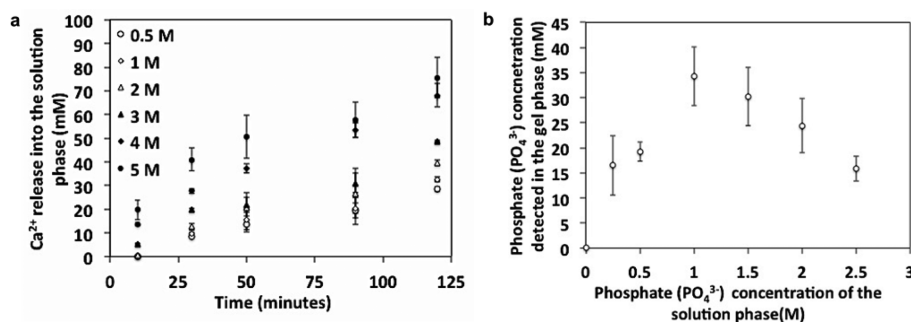 a
Ca²⁺ release into the solution
phase (mM)
100
90
80
70
60
50
40
30
20
10
0
0.5 M
1 M
2 M
3 M
4 M
5 M
0
25
50
75
100
125
Time (minutes)
b
Phosphate (PO₄³⁻) concnetration
detected in the gel phase (mM)
45
40
35
30
25
20
15
10
5
0
0
0.5
1
1.5
2
2.5
3
Phosphate (PO₄³⁻) concentration of the
solution phase(M)